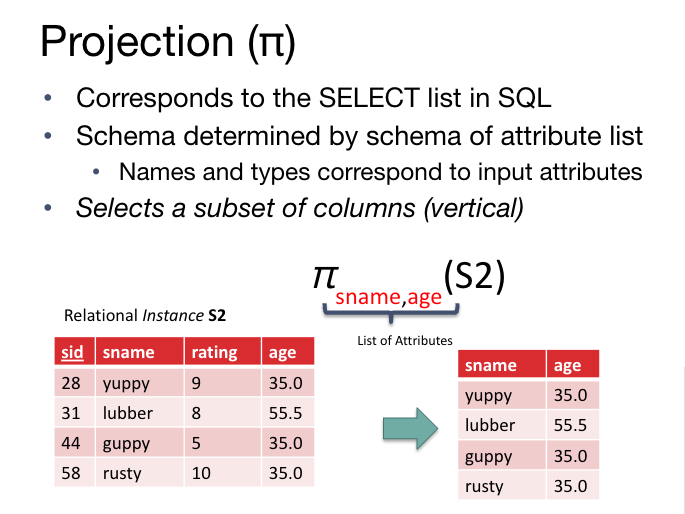 Projection (π)
• Corresponds to the SELECT list in SQL
• Schema determined by schema of attribute list
• Names and types correspond to input attributes
• Selects a subset of columns (vertical)
π sname,age (S2)
Relational Instance S2
List of Attributes
sid sname rating age
28 yuppy 9 35.0
31 lubber 8 55.5
44 guppy 5 35.0
58 rusty 10 35.0
sname age
yuppy 35.0
lubber 55.5
guppy 35.0
rusty 35.0